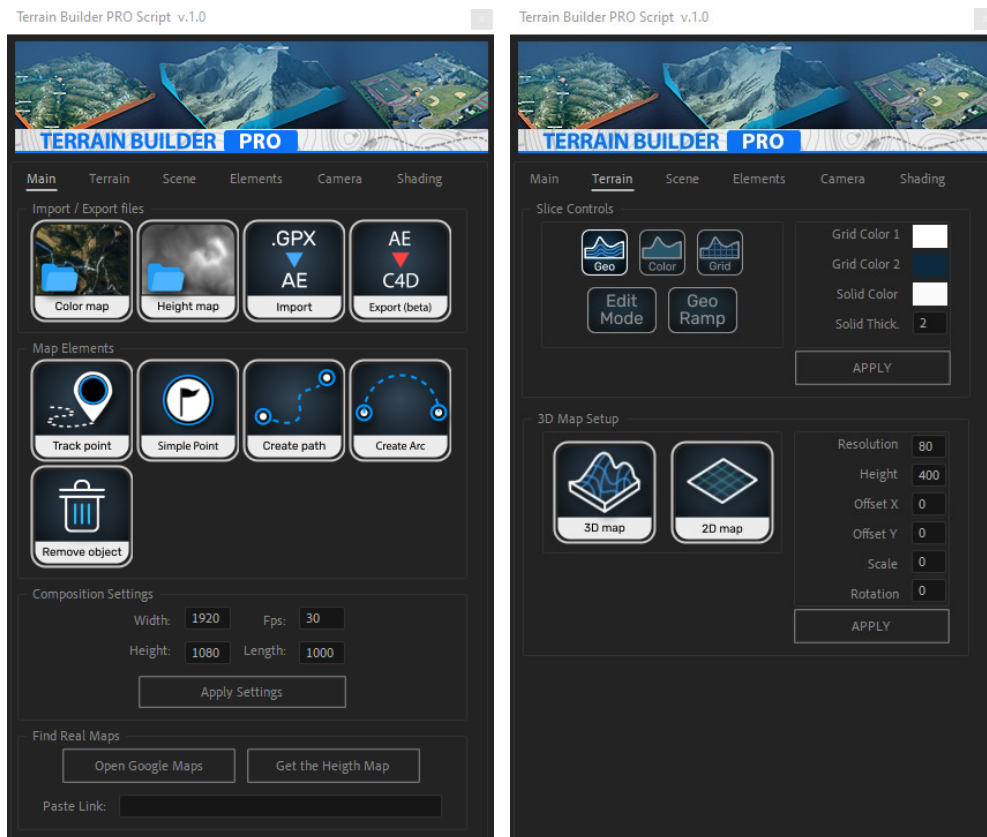 Terrain Builder PRO Script v.1.0
TERRAIN BUILDER PRO
Main Terrain Scene Elements Camera Shading
Import / Export files
Color map
Height map
.GPX
AE
Import
AE
C4D
Export (beta)
Map Elements
Track point
Simple Point
Create path
Create Arc
Remove object
Composition Settings
Width: 1920 Fps: 30
Height: 1080 Length: 1000
Apply Settings
Find Real Maps
Open Google Maps Get the Heigth Map
Paste Link:
Terrain Builder PRO Script v.1.0
TERRAIN BUILDER PRO
Main Terrain Scene Elements Camera Shading
Slice Controls
Geo Color Grid
Edit
Mode
Geo
Ramp
Grid Color 1
Grid Color 2
Solid Color
Solid Thick. 2
APPLY
3D Map Setup
3D map
2D map
Resolution 80
Height 400
Offset X 0
Offset Y 0
Scale 0
Rotation 0
APPLY